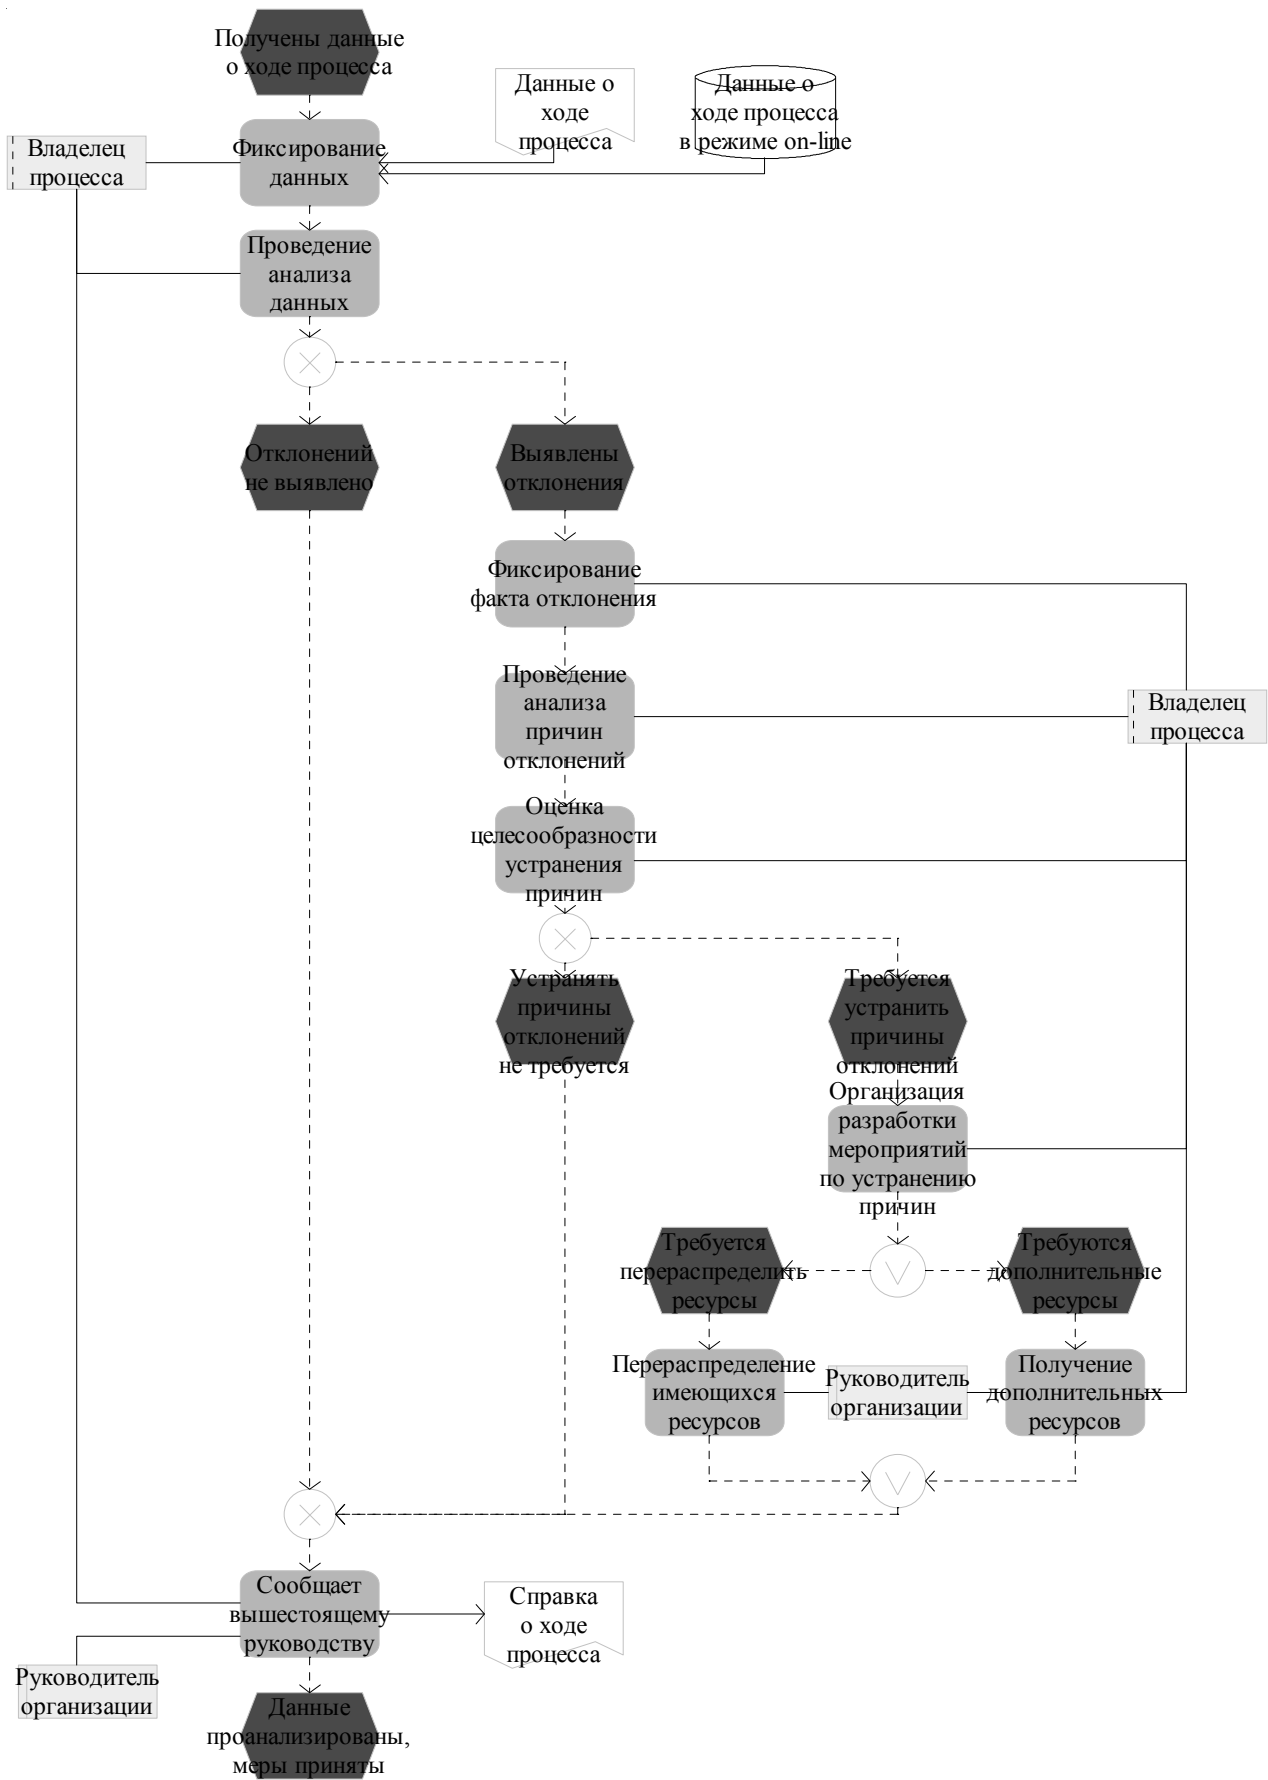 Получены данные
о ходе процесса
Данные о
ходе
процесса
Данные о
ходе процесса
в режиме on-line
Владелец
процесса
Фиксирование
данных
Проведение
анализа
данных
Отклонений
не выявлено
Выявлены
отклонения
Фиксирование
факта отклонения
Проведение
анализа
причин
отклонений
Владелец
процесса
Оценка
целесообразности
устранения
причин
Устранять
причины
отклонений
не требуется
Требуется
устранить
причины
отклонений
Организация
разработки
мероприятий
по устранению
причин
Требуется
перераспределить
ресурсы
Требуются
дополнительные
ресурсы
Перераспределение
имеющихся
ресурсов
Руководитель
организации
Получение
дополнительных
ресурсов
Сообщает
вышестоящему
руководству
Справка
о ходе
процесса
Руководитель
организации
Данные
проанализированы,
меры приняты